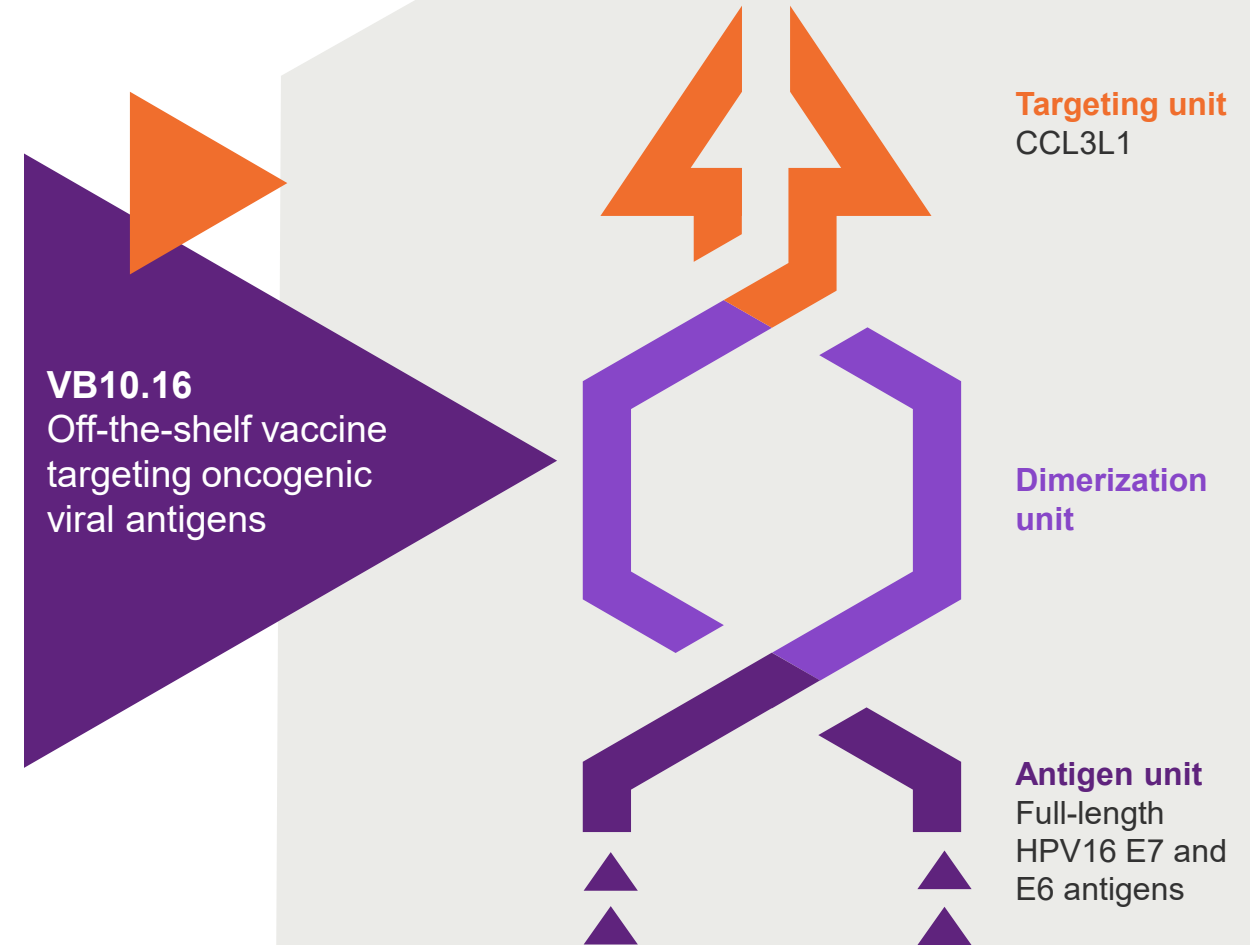 VB10.16
Off-the-shelf vaccine
targeting oncogenic
viral antigens
Targeting unit
CCL3L1
Dimerization
unit
Antigen unit
Full-length
HPV16 E7 and
E6 antigens